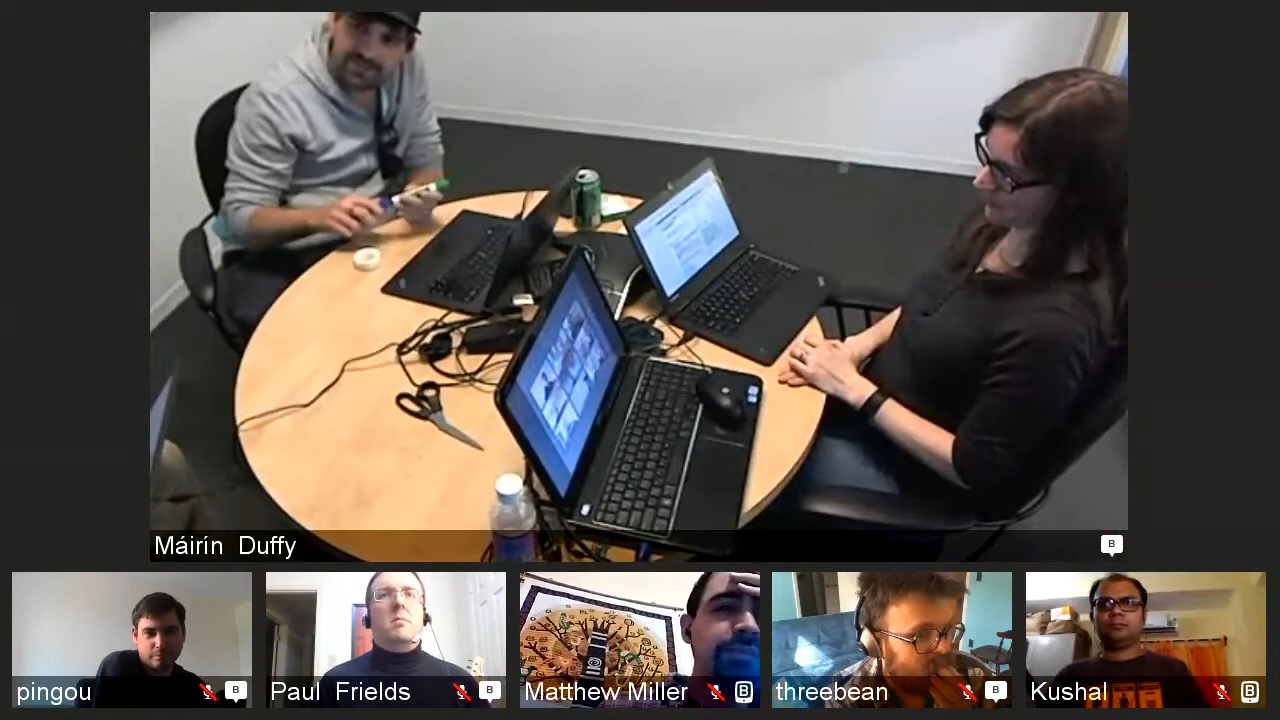 Máirín Duffy
B
pingou
B
Paul Frields
B
Matthew Miller
B
threebean
B
Kushal
B